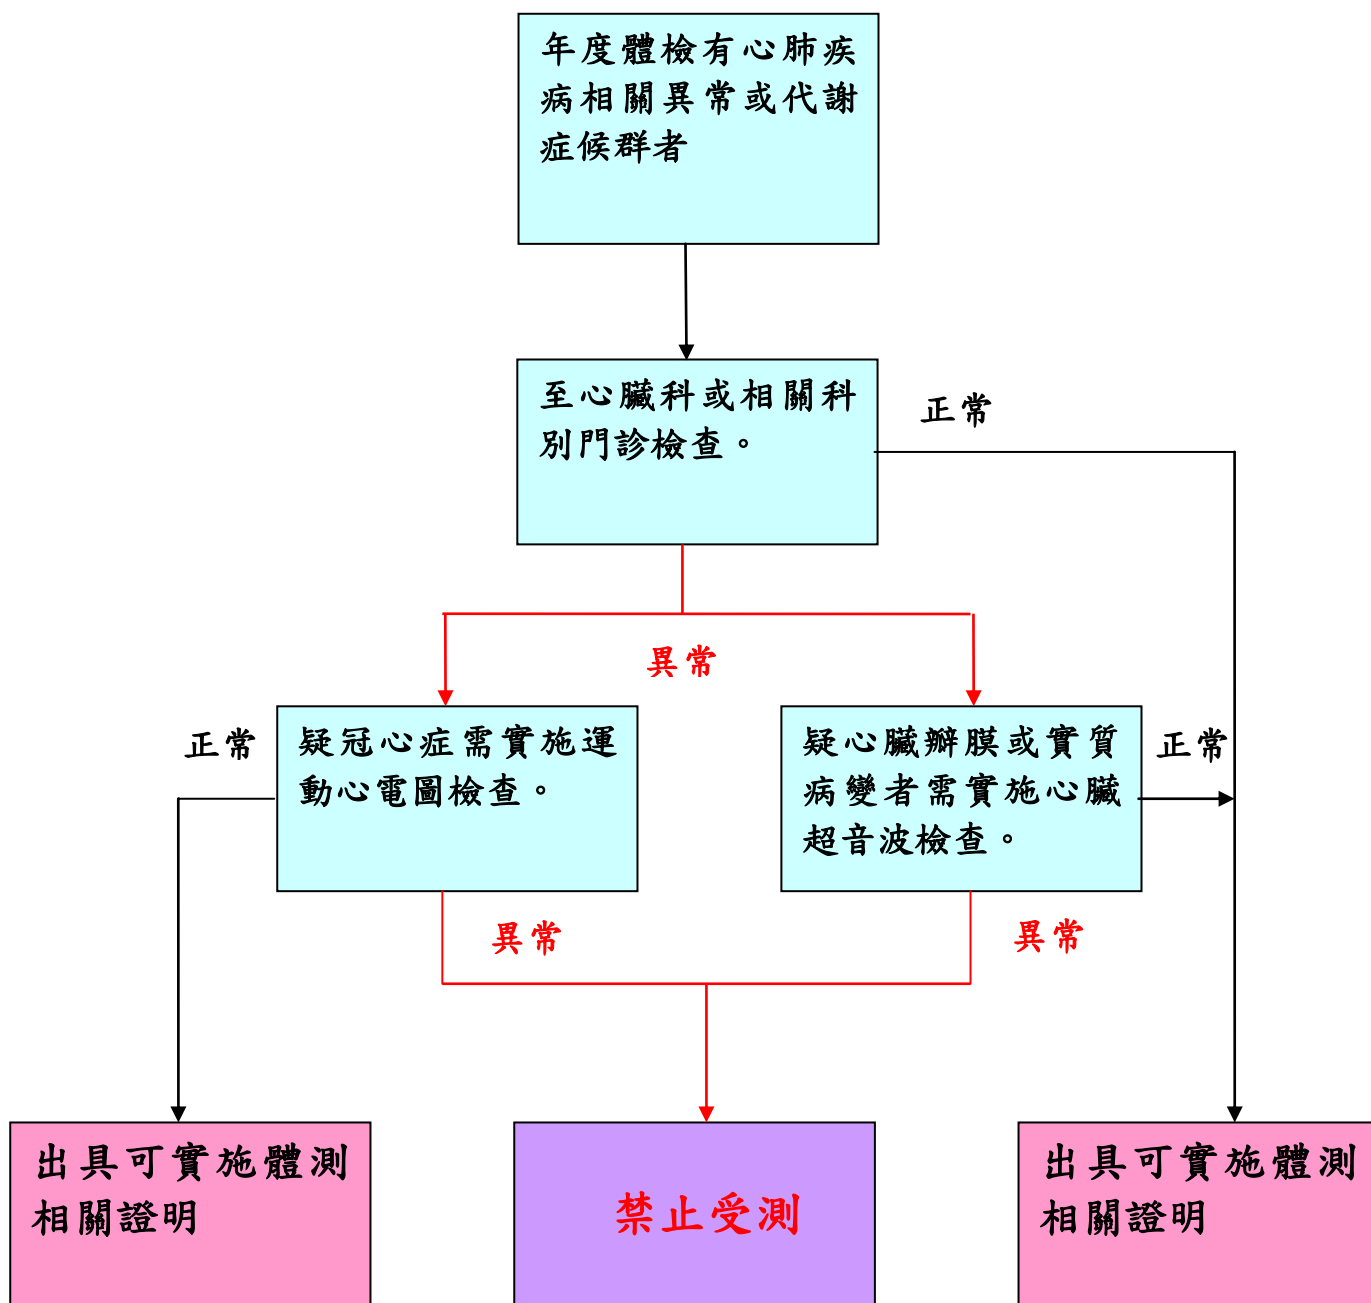 年度體檢有心肺疾
病相關異常或代謝
症候群者
至心臟科或相關科
別門診檢查。
正常
異常
正常
疑冠心症需實施運
動心電圖檢查。
疑心臟瓣膜或實質
病變者需實施心臟
超音波檢查。
正常
異常
異常
出具可實施體測
相關證明
禁止受測
出具可實施體測
相關證明